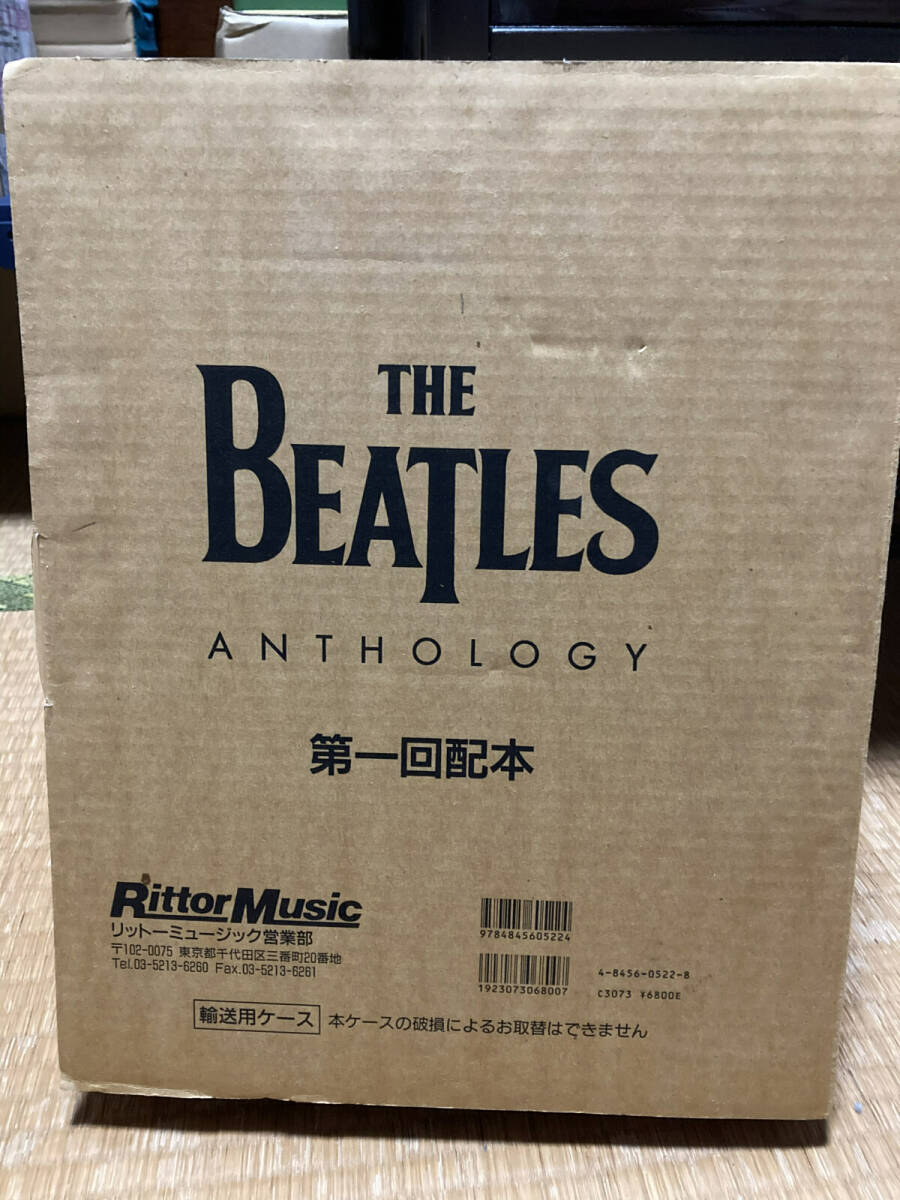 THE
BEATLES
ANTHOLOGY
第一回配本
RittorMusic
リットーミュージック営業部
〒102-0075 東京都千代田区三番町20番地
Tel.03-5213-6260 Fax.03-5213-6261
9784845605224
1923073068007
4-8456-0522-8
C3073 ¥6800E
輸送用ケース 本ケースの破損によるお取替はできません